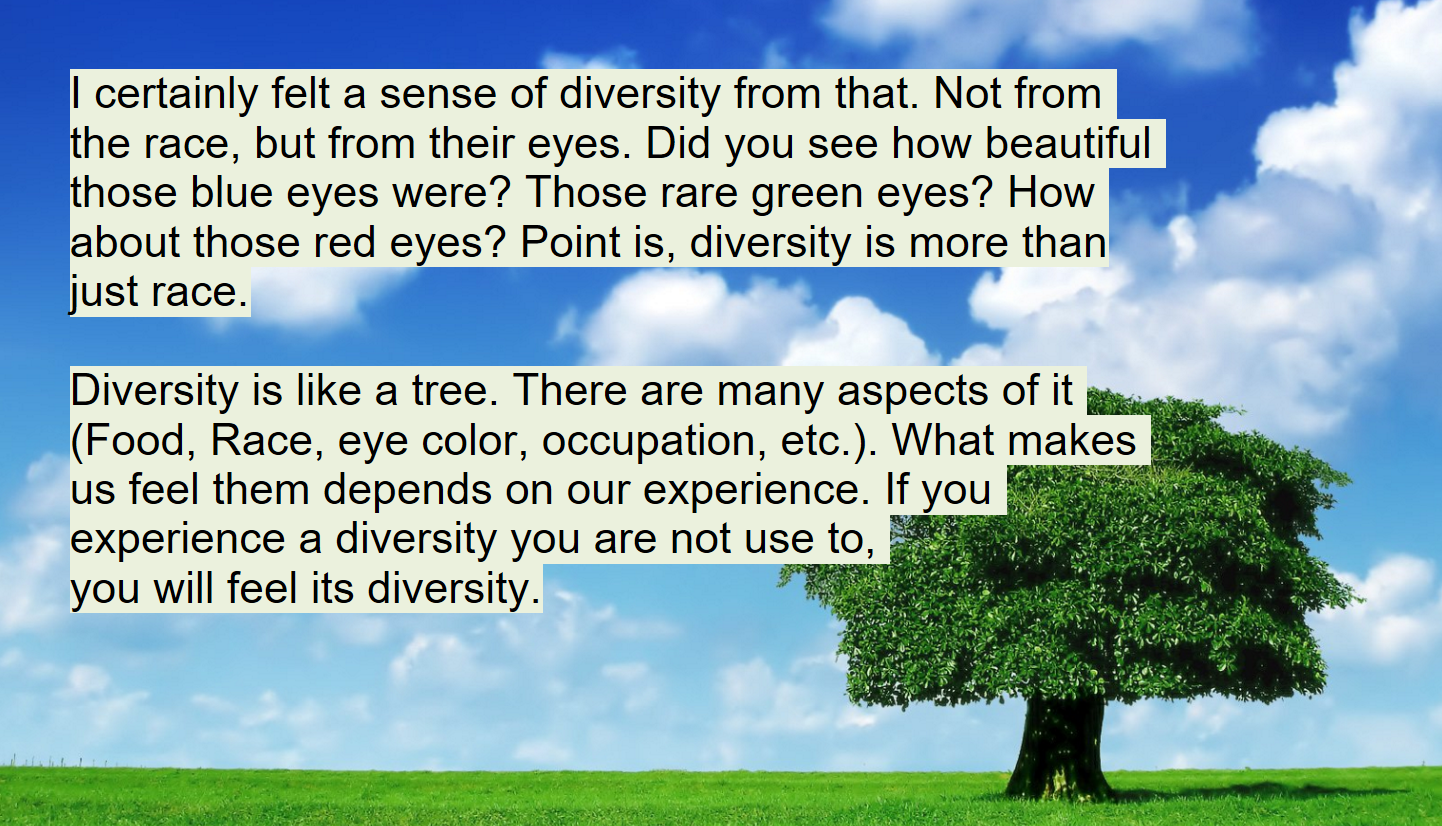 I certainly felt a sense of diversity from that. Not from
the race, but from their eyes. Did you see how beautiful
those blue eyes were? Those rare green eyes? How
about those red eyes? Point is, diversity is more than
just race.
Diversity is like a tree. There are many aspects of it
(Food, Race, eye color, occupation, etc.). What makes
us feel them depends on our experience. If you
experience a diversity you are not use to,
you will feel its diversity.